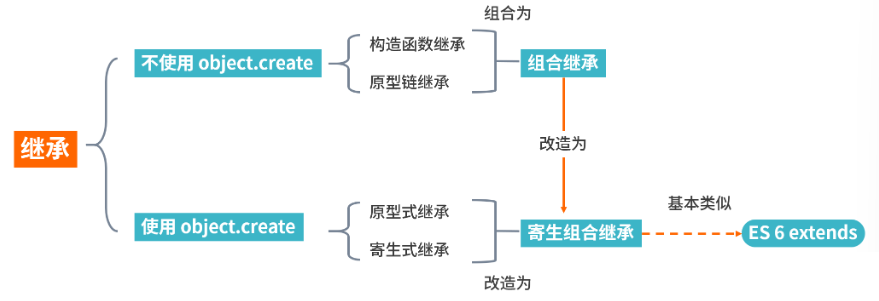 组合为
不使用 object.create
构造函数继承
原型链继承
组合继承
继承
改造为
使用 object.create
原型式继承
寄生式继承
寄生组合继承
基本类似
ES 6 extends
改造为